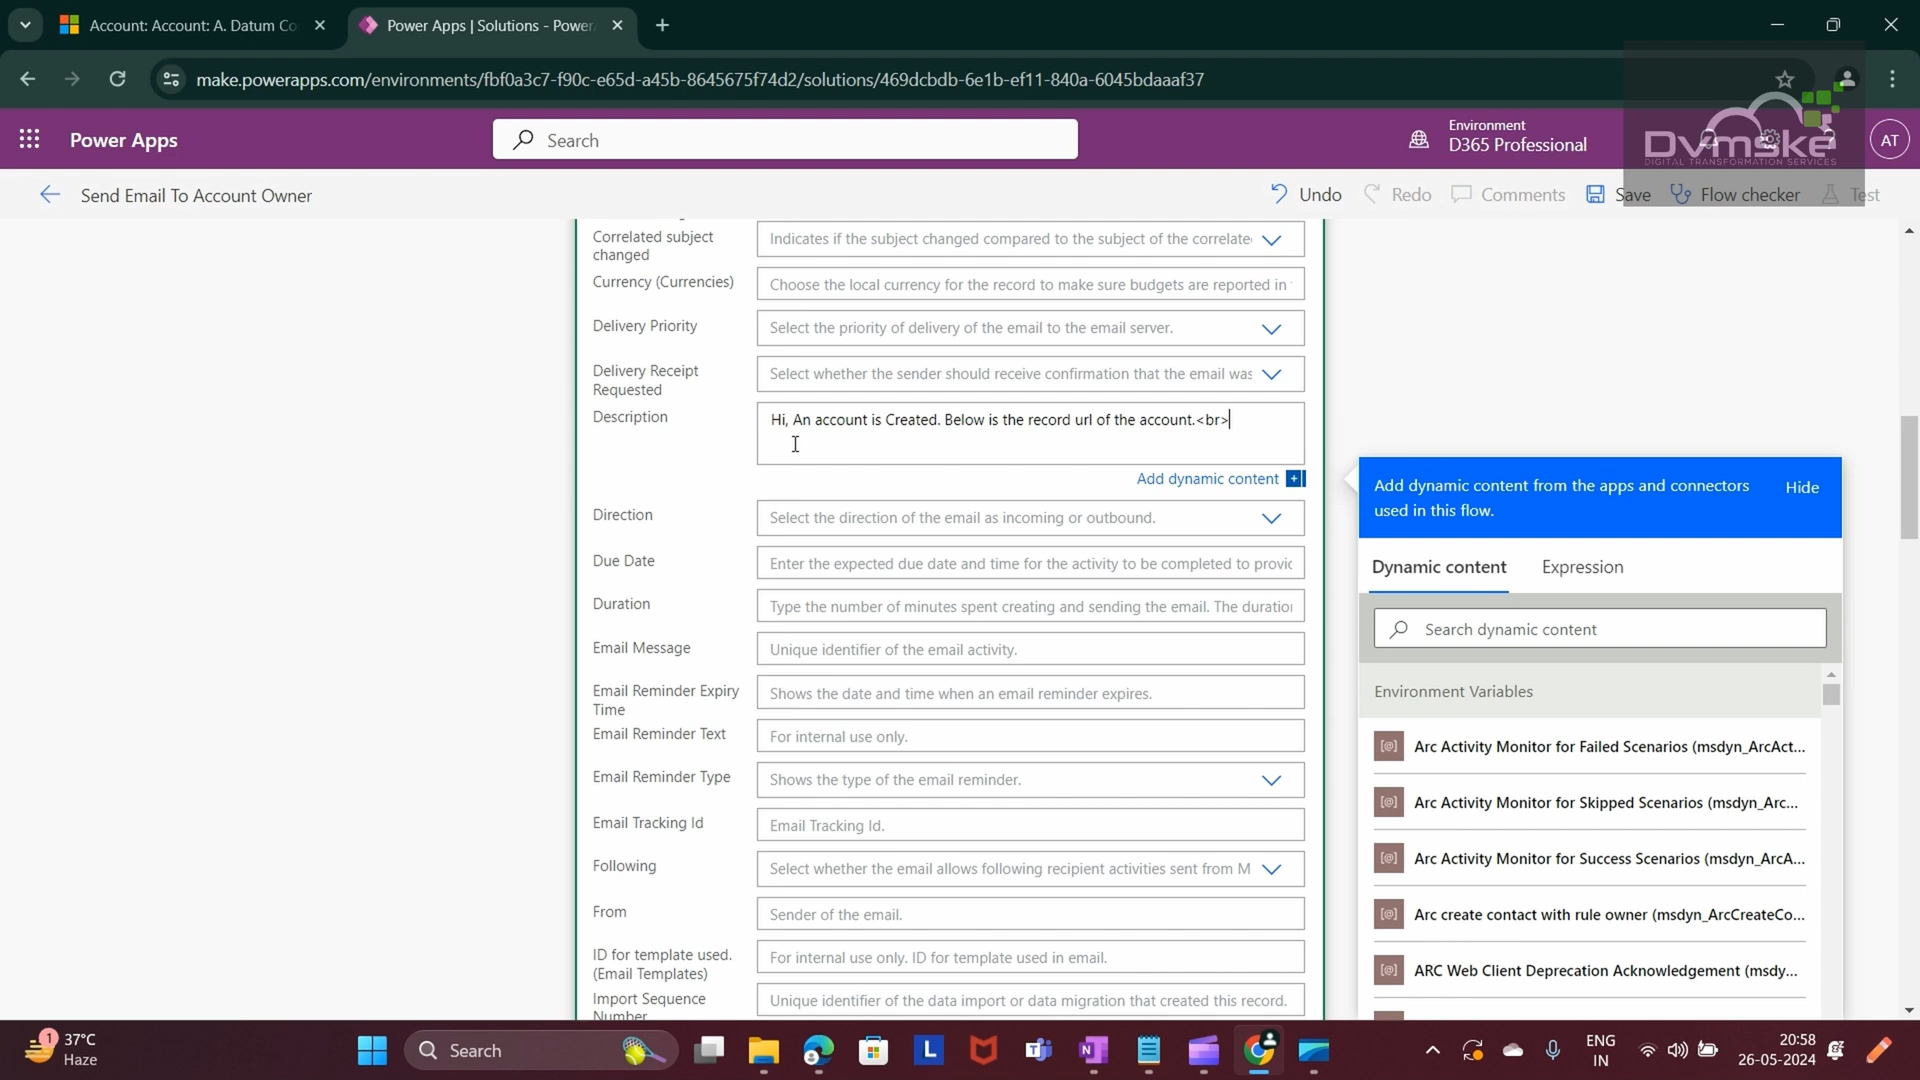 Account: Account: A. Datum Co
Power Apps | Solutions - Power
make.powerapps.com/environments/fbf0a3c7-f90c-e65d-a45b-8645675f74d2/solutions/469dcbdb-6e1b-ef11-840a-6045bdaaaf37
Power Apps
Search
Environment
D365 Professional
Dvmske
DIGITAL TRANSFORMATION SERVICES
AT
Send Email To Account Owner
Undo
Redo
Comments
Save
Flow checker
Test
Correlated subject changed
Indicates if the subject changed compared to the subject of the correlate
Currency (Currencies)
Choose the local currency for the record to make sure budgets are reported in
Delivery Priority
Select the priority of delivery of the email to the email server.
Delivery Receipt Requested
Select whether the sender should receive confirmation that the email was
Description
Hi, An account is Created. Below is the record url of the account.<br>
Add dynamic content
Direction
Select the direction of the email as incoming or outbound.
Due Date
Enter the expected due date and time for the activity to be completed to provic
Duration
Type the number of minutes spent creating and sending the email. The duration
Email Message
Unique identifier of the email activity.
Email Reminder Expiry Time
Shows the date and time when an email reminder expires.
Email Reminder Text
For internal use only.
Email Reminder Type
Shows the type of the email reminder.
Email Tracking Id
Email Tracking Id.
Following
Select whether the email allows following recipient activities sent from M
From
Sender of the email.
ID for template used. (Email Templates)
For internal use only. ID for template used in email.
Import Sequence Number
Unique identifier of the data import or data migration that created this record.
Add dynamic content from the apps and connectors used in this flow.
Hide
Dynamic content
Expression
Search dynamic content
Environment Variables
Arc Activity Monitor for Failed Scenarios (msdyn_ArcAct...
Arc Activity Monitor for Skipped Scenarios (msdyn_Arc...
Arc Activity Monitor for Success Scenarios (msdyn_ArcA...
Arc create contact with rule owner (msdyn_ArcCreateCo...
ARC Web Client Deprecation Acknowledgement (msdy...
1
37°C
Haze
Search
L
ENG
IN
20:58
26-05-2024